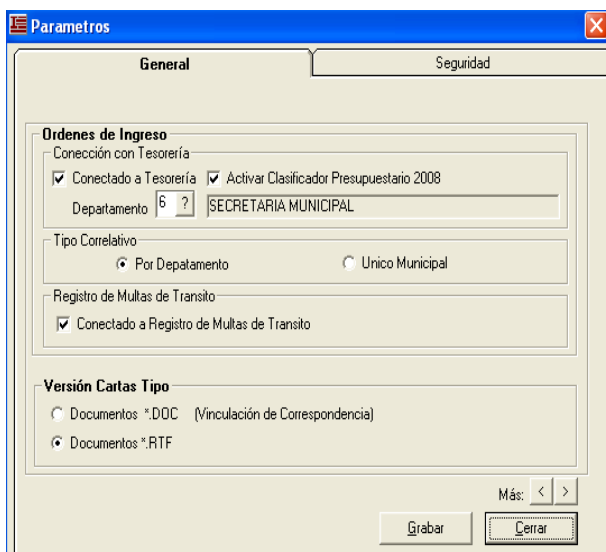 Parametros
General
Seguridad
Ordenes de Ingreso
Conección con Tesorería
Conectado a Tesorería Activar Clasificador Presupuestario 2008
Departamento 6 ? SECRETARIA MUNICIPAL
Tipo Correlativo
Por Depatamento Unico Municipal
Registro de Multas de Transito
Conectado a Registro de Multas de Transito
Versión Cartas Tipo
Documentos *.DOC (Vinculación de Correspondencia)
Documentos *.RTF
Más: < >
Grabar Cerrar